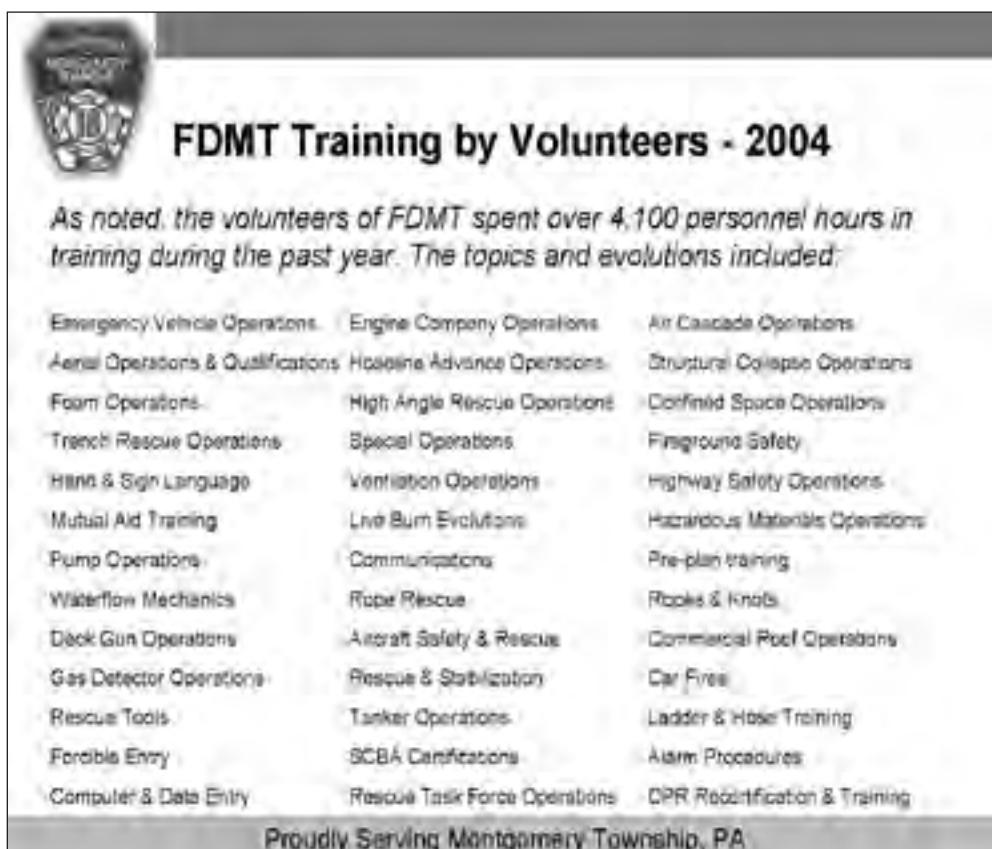 FDMT Training by Volunteers - 2004
As noted, the volunteers of FDMT spent over 4,100 personnel hours in
training during the past year. The topics and evolutions included:
Emergency Vehicle Operations
Aerial Operations & Qualifications
Foam Operations
Trench Rescue Operations
Hand & Sign Language
Mutual Aid Training
Pump Operations
Waterflow Mechanics
Deck Gun Operations
Gas Detector Operations
Rescue Tools
Forcible Entry
Computer & Data Entry
Engine Company Operations
Hoseline Advance Operations
High Angle Rescue Operations
Special Operations
Ventilation Operations
Live Burn Evolutions
Communications
Rope Rescue
Aircraft Safety & Rescue
Rescue & Stabilization
Tanker Operations
SCBA Certifications
Rescue Task Force Operations
Air Cascade Operations
Structural Collapse Operations
Confined Space Operations
Fireground Safety
Highway Safety Operations
Hazardous Materials Operations
Pre-plan training
Ropes & Knots
Commercial Roof Operations
Car Fires
Ladder & Hose Training
Alarm Procedures
CPR Recertification & Training
Proudly Serving Montgomery Township, PA